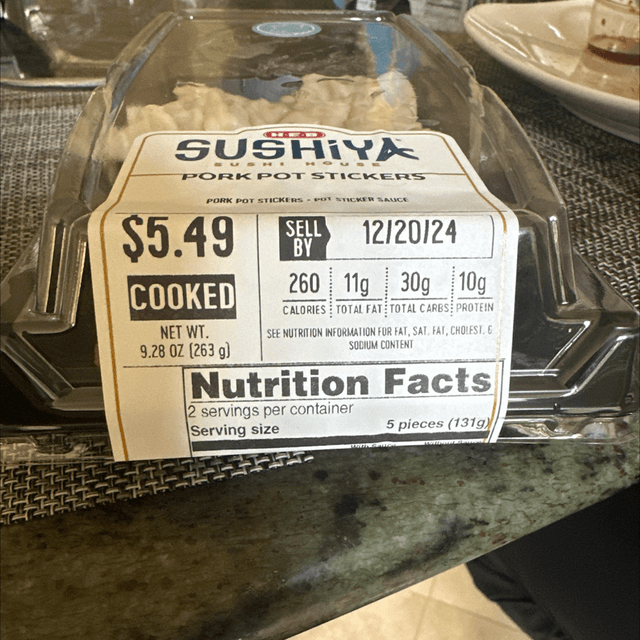 H-E-B
SUSHIYA
SUSHI HOUSE
PORK POT STICKERS
PORK POT STICKERS - POT STICKER SAUCE
$5.49
SELL BY
12/20/24
COOKED
260
11g
30g
10g
CALORIES
TOTAL FAT
TOTAL CARBS
PROTEIN
NET WT.
9.28 OZ (263 g)
SEE NUTRITION INFORMATION FOR FAT, SAT. FAT, CHOLEST. &
SODIUM CONTENT
Nutrition Facts
2 servings per container
Serving size
5 pieces (131g)